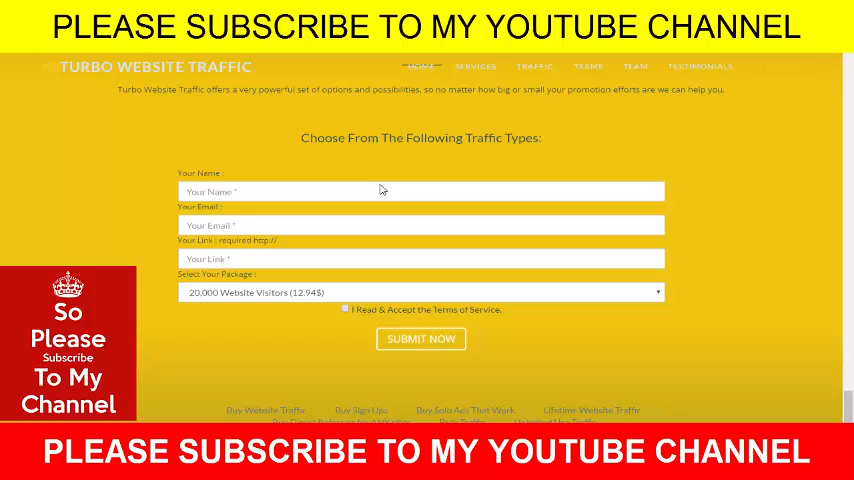 PLEASE SUBSCRIBE TO MY YOUTUBE CHANNEL
TURBO WEBSITE TRAFFIC
HOME SERVICES TRAFFIC TERMS TEAM TESTIMONIALS
Turbo Website Traffic offers a very powerful set of options and possibilities, so no matter how big or small your promotion efforts are we can help you.
Choose From The Following Traffic Types:
Your Name :
Your Name *
Your Email :
Your Email *
Your Link : required http://
Your Link *
Select Your Package :
20,000 Website Visitors (12.94$)
I Read & Accept the Terms of Service.
SUBMIT NOW
So
Please
Subscribe
To My
Channel
Buy Website Traffic Buy Sign Ups Buy Solo Ads That Work Lifetime Website Traffic
PLEASE SUBSCRIBE TO MY YOUTUBE CHANNEL